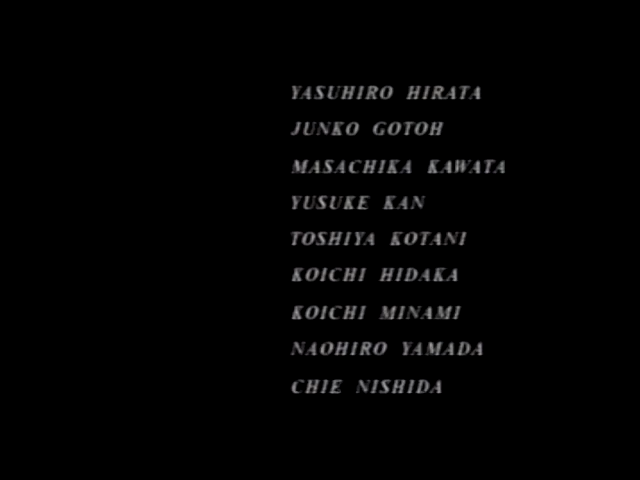 YASUHIRO HIRATA
JUNKO GOTOH
MASACHIKA KAWATA
YUSUKE KAN
TOSHIYA KOTANI
KOICHI HIDAKA
KOICHI MINAMI
NAOHIRO YAMADA
CHIE NISHIDA